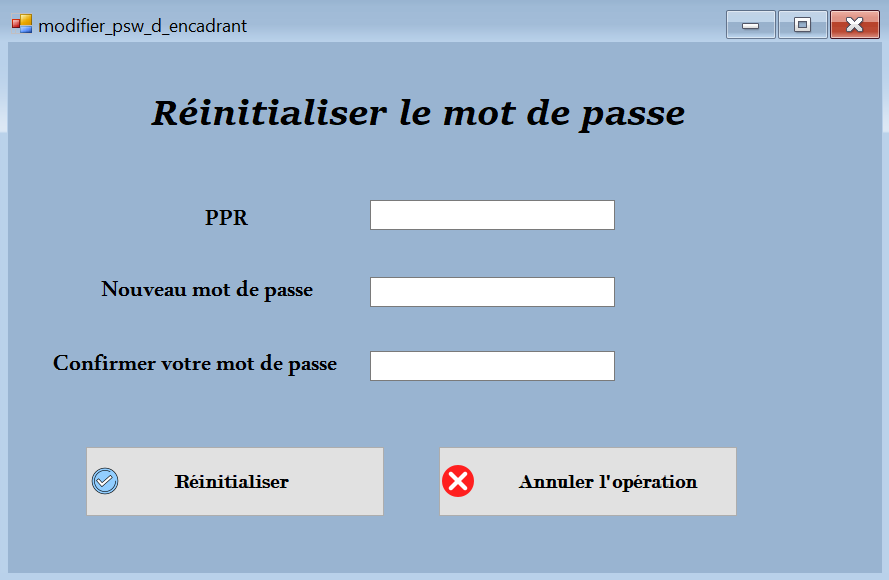 modifier_psw_d_encadrant
Réinitialiser le mot de passe
PPR
Nouveau mot de passe
Confirmer votre mot de passe
Réinitialiser
Annuler l'opération